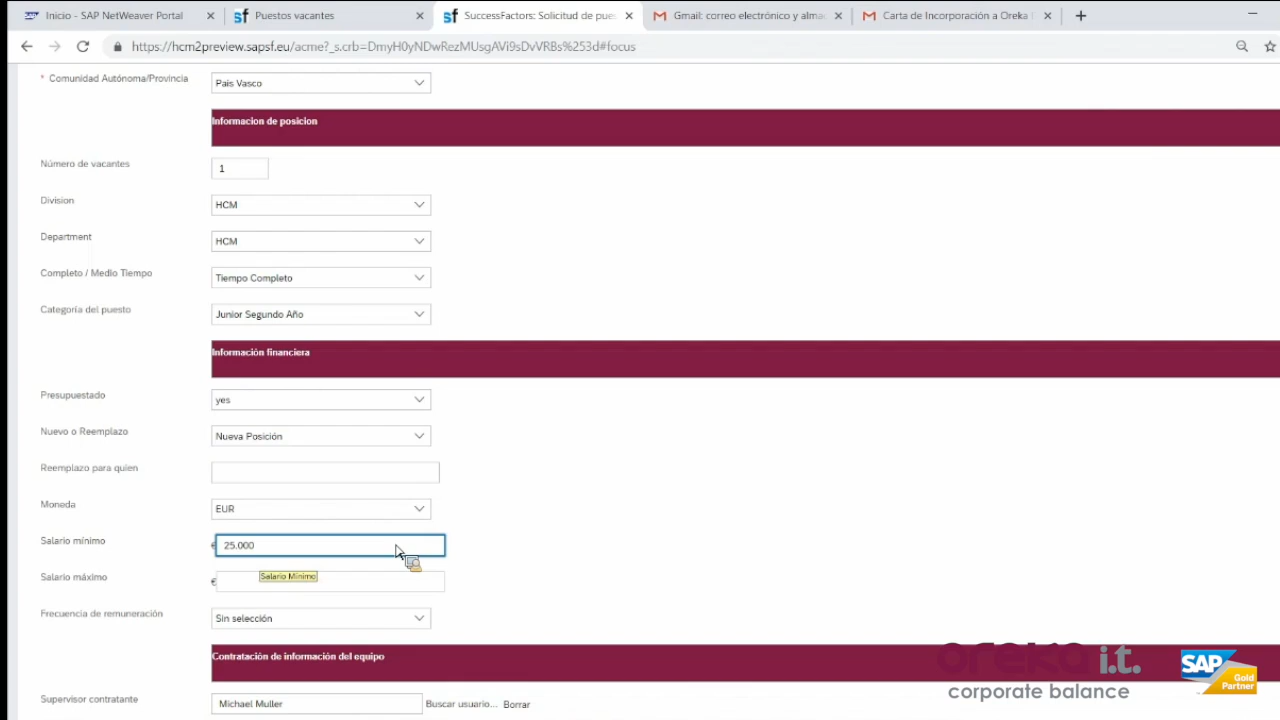 Inicio - SAP NetWeaver Portal
Puestos vacantes
SuccessFactors: Solicitud de pues
Gmail: correo electrónico y alma
Carta de Incorporación a Oreka
https://hcm2preview.sapsf.eu/acme?_s.crb=DmyH0yNDwRezMUsgAVi9sDvVRBs%253d#focus
* Comunidad Autónoma/Provincia
Pais Vasco
Informacion de posicion
Número de vacantes
1
Division
HCM
Department
HCM
Completo / Medio Tiempo
Tiempo Completo
Categoría del puesto
Junior Segundo Año
Información financiera
Presupuestado
yes
Nuevo o Reemplazo
Nueva Posición
Reemplazo para quien
Moneda
EUR
Salario mínimo
€ 25.000
Salario Mínimo
Salario máximo
€
Frecuencia de remuneración
Sin selección
Contratación de información del equipo
Supervisor contratante
Michael Muller
Buscar usuario... Borrar
oreka i.t.
corporate balance
SAP
Gold
Partner